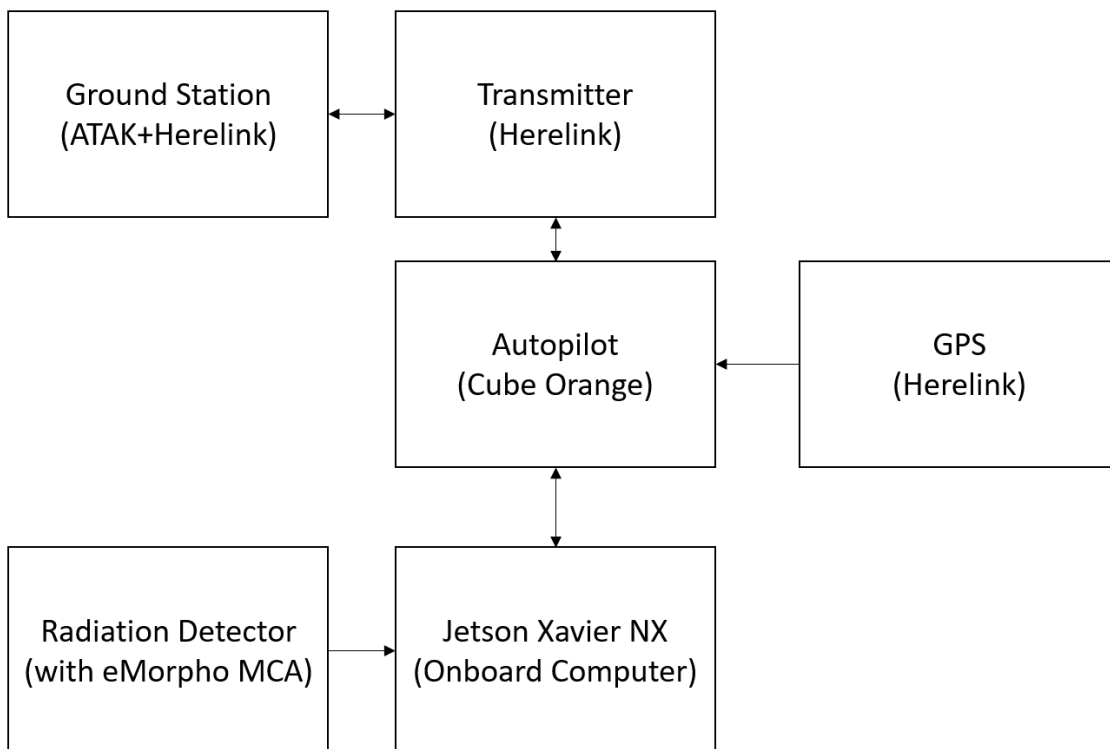 Ground Station
(ATAK+Herelink)
Transmitter
(Herelink)
Autopilot
(Cube Orange)
GPS
(Herelink)
Radiation Detector
(with eMorpho MCA)
Jetson Xavier NX
(Onboard Computer)